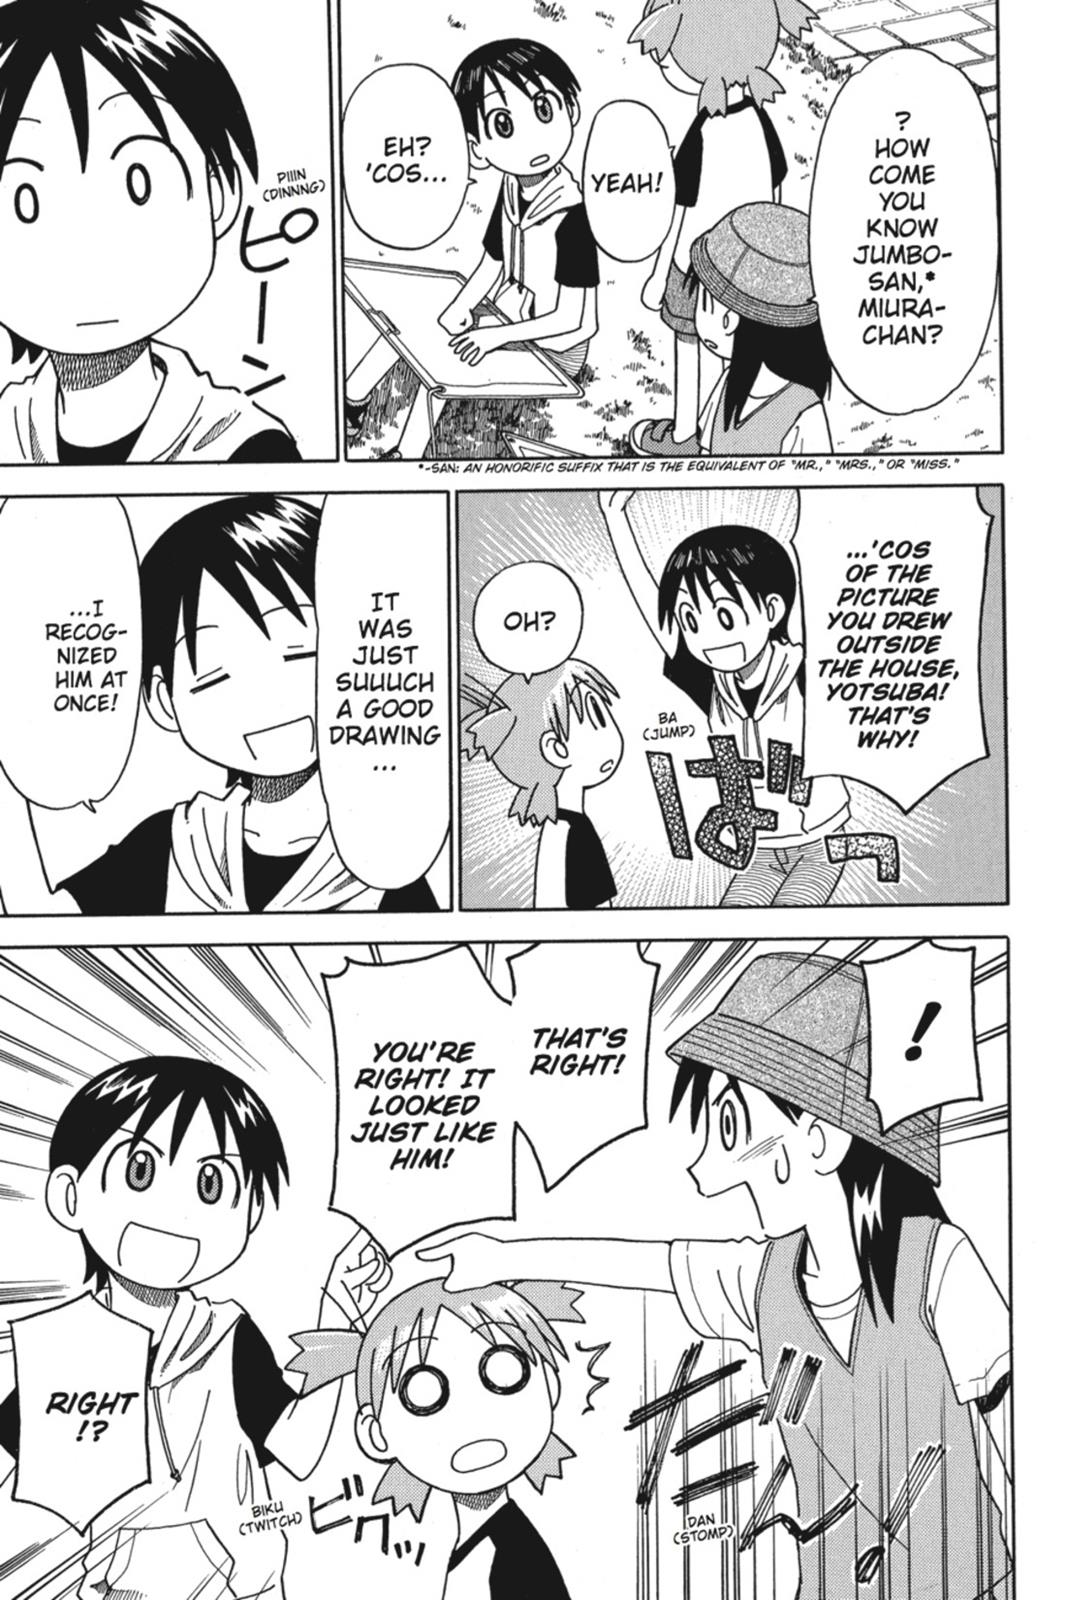 ?
HOW
COME
YOU
KNOW
JUMBO-
SAN,*
MIURA-
CHAN?
YEAH!
EH?
'COS...
*-SAN: AN HONORIFIC SUFFIX THAT IS THE EQUIVALENT OF "MR.," "MRS.," OR "MISS."
PIIIN
(DINNNG)
ピーン
...'COS
OF THE
PICTURE
YOU DREW
OUTSIDE
THE HOUSE,
YOTSUBA!
THAT'S
WHY!
BA
(JUMP)
ばっ
OH?
IT
WAS
JUST
SUUUCH
A GOOD
DRAWING
...
...I
RECOG-
NIZED
HIM AT
ONCE!
!
THAT'S
RIGHT!
YOU'RE
RIGHT! IT
LOOKED
JUST LIKE
HIM!
DAN
(STOMP)
ダンッ!
BIKU
(TWITCH)
ビクッ
RIGHT
!?